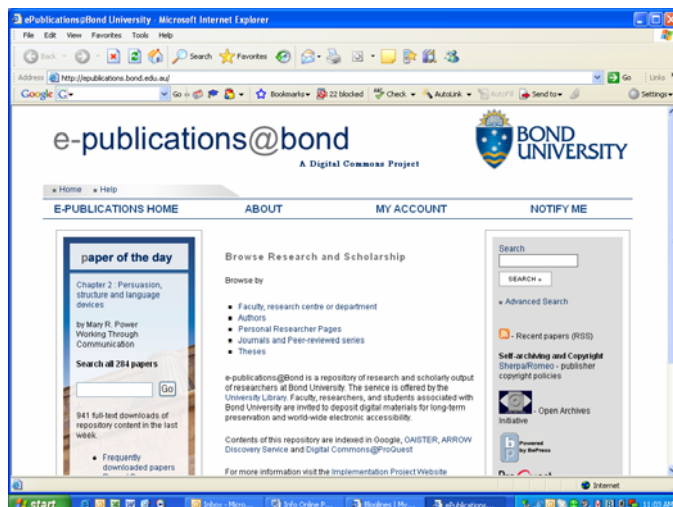 ePublications@Bond University - Microsoft Internet Explorer
File Edit View Favorites Tools Help
Back Search Favorites
Address http://epublications.bond.edu.au/ Go Links
Google Go Bookmarks 22 blocked Check AutoLink AutoFill Send to Settings
e-publications@bond
A Digital Commons Project
BOND
UNIVERSITY
Home Help
E-PUBLICATIONS HOME ABOUT MY ACCOUNT NOTIFY ME
paper of the day
Chapter 2 : Persuasion,
structure and language
devices
by Mary R. Power
Working Through
Communication
Search all 284 papers
Go
941 full-text downloads of
repository content in the last
week.
Frequently
downloaded papers
Browse Research and Scholarship
Browse by
Faculty, research centre or department
Authors
Personal Researcher Pages
Journals and Peer-reviewed series
Theses
e-publications@Bond is a repository of research and scholarly output
of researchers at Bond University. The service is offered by the
University Library. Faculty, researchers, and students associated with
Bond University are invited to deposit digital materials for long-term
preservation and world-wide electronic accessibility.
Contents of this repository are indexed in Google, OAISTER, ARROW
Discovery Service and Digital Commons@ProQuest
For more information visit the Implementation Project Website
Search
SEARCH »
Advanced Search
- Recent papers (RSS)
Self-archiving and Copyright
Sherpa/Romeo - publisher
copyright policies
- Open Archives
Initiative
bp Powered
by BePress
Internet
start Inbox - Micro... Info Online P... Bloglines | My... ePublications... 11:03 AM